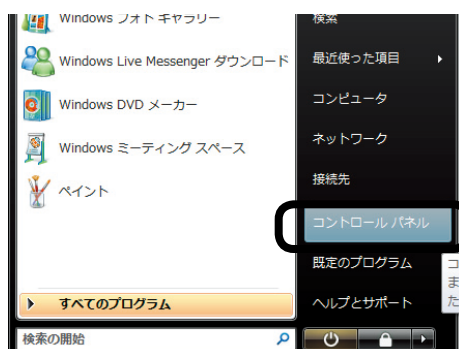 Windows フォト ギャラリー
Windows Live Messenger ダウンロード
Windows DVD メーカー
Windows ミーティング スペース
ペイント
すべてのプログラム
検索の開始
検索
最近使った項目
コンピュータ
ネットワーク
接続先
コントロール パネル
既定のプログラム
ヘルプとサポート
コ
ま
た